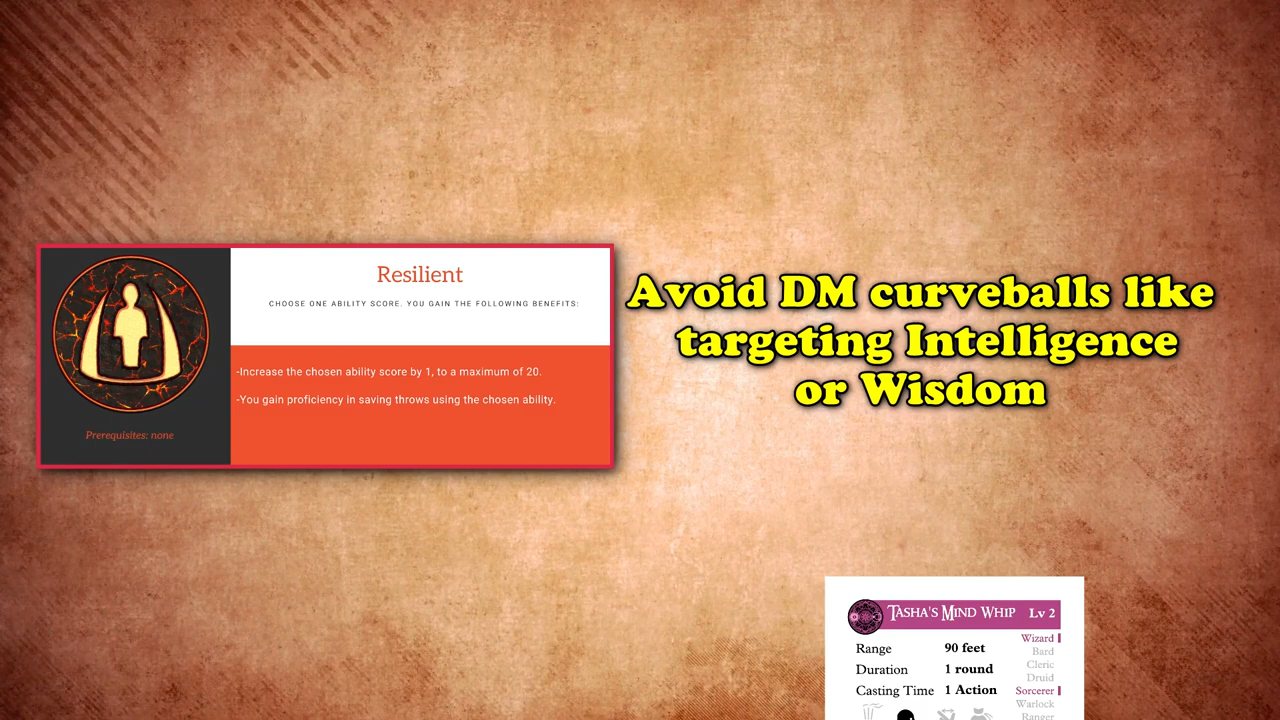 Resilient
CHOOSE ONE ABILITY SCORE. YOU GAIN THE FOLLOWING BENEFITS:
-Increase the chosen ability score by 1, to a maximum of 20.
-You gain proficiency in saving throws using the chosen ability.
Prerequisites: none
Avoid DM curveballs like
targeting Intelligence
or Wisdom
TASHA'S MIND WHIP Lv 2
Range 90 feet
Duration 1 round
Casting Time 1 Action
Wizard
Bard
Cleric
Druid
Sorcerer
Warlock
Ranger